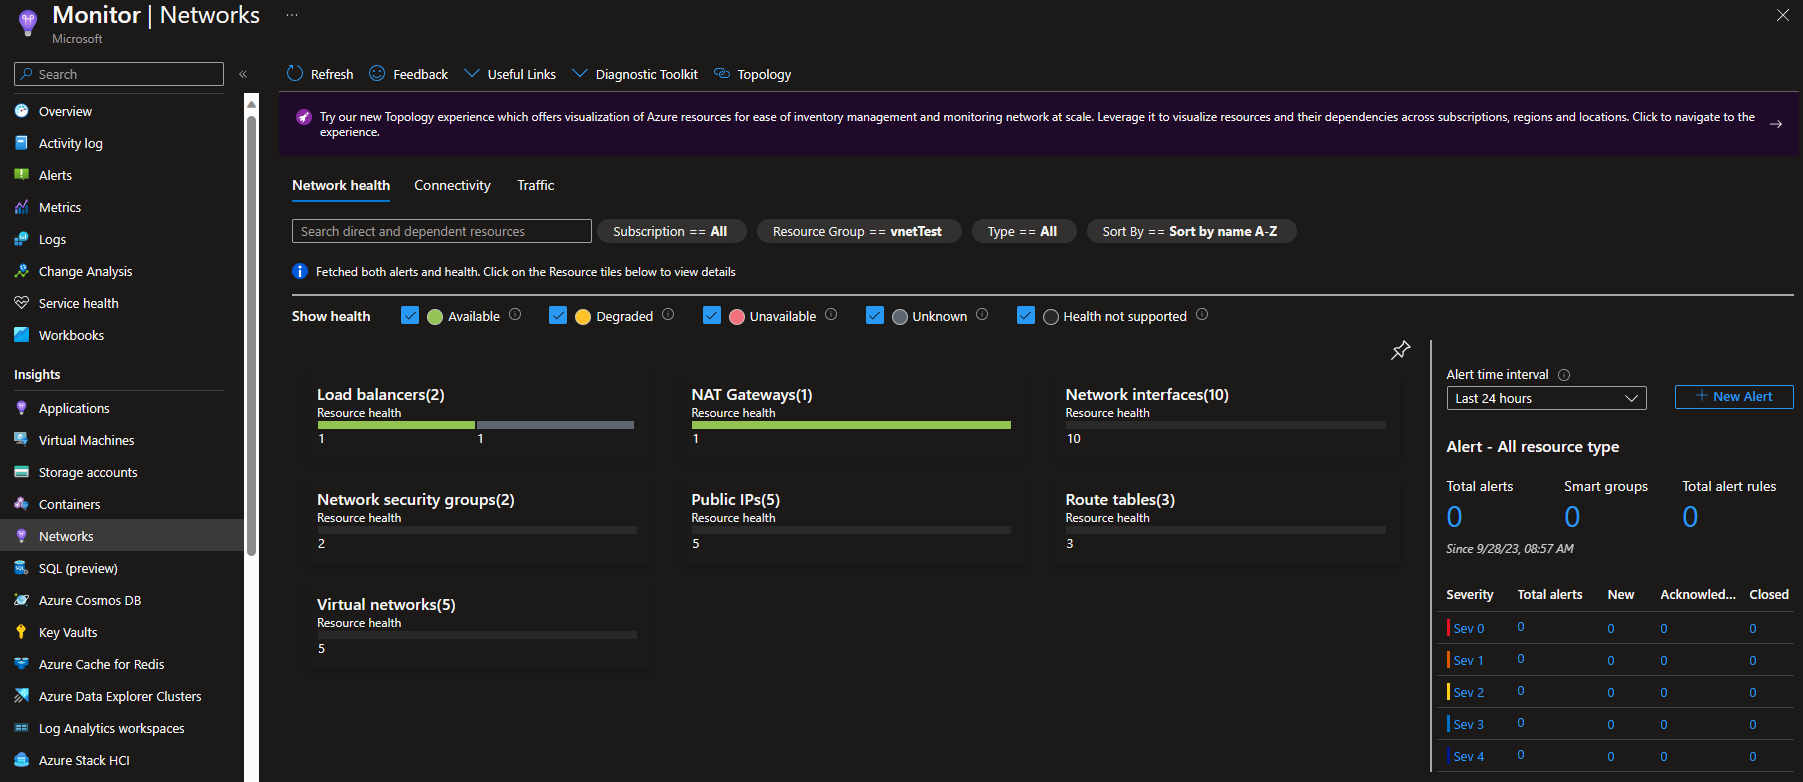 Monitor | Networks ...
Microsoft
Search «
Overview
Activity log
Alerts
Metrics
Logs
Change Analysis
Service health
Workbooks
Insights
Applications
Virtual Machines
Storage accounts
Containers
Networks
SQL (preview)
Azure Cosmos DB
Key Vaults
Azure Cache for Redis
Azure Data Explorer Clusters
Log Analytics workspaces
Azure Stack HCI
Refresh Feedback Useful Links Diagnostic Toolkit Topology
Try our new Topology experience which offers visualization of Azure resources for ease of inventory management and monitoring network at scale. Leverage it to visualize resources and their dependencies across subscriptions, regions and locations. Click to navigate to the
experience.
Network health Connectivity Traffic
Search direct and dependent resources Subscription == All Resource Group == vnetTest Type == All Sort By == Sort by name A-Z
Fetched both alerts and health. Click on the Resource tiles below to view details
Show health Available Degraded Unavailable Unknown Health not supported
Load balancers(2)
Resource health
1 1
NAT Gateways(1)
Resource health
1
Network interfaces(10)
Resource health
10
Network security groups(2)
Resource health
2
Public IPs(5)
Resource health
5
Route tables(3)
Resource health
3
Virtual networks(5)
Resource health
5
Alert time interval
Last 24 hours + New Alert
Alert - All resource type
Total alerts Smart groups Total alert rules
0 0 0
Since 9/28/23, 08:57 AM
Severity Total alerts New Acknowled... Closed
Sev 0 0 0 0 0
Sev 1 0 0 0 0
Sev 2 0 0 0 0
Sev 3 0 0 0 0
Sev 4 0 0 0 0